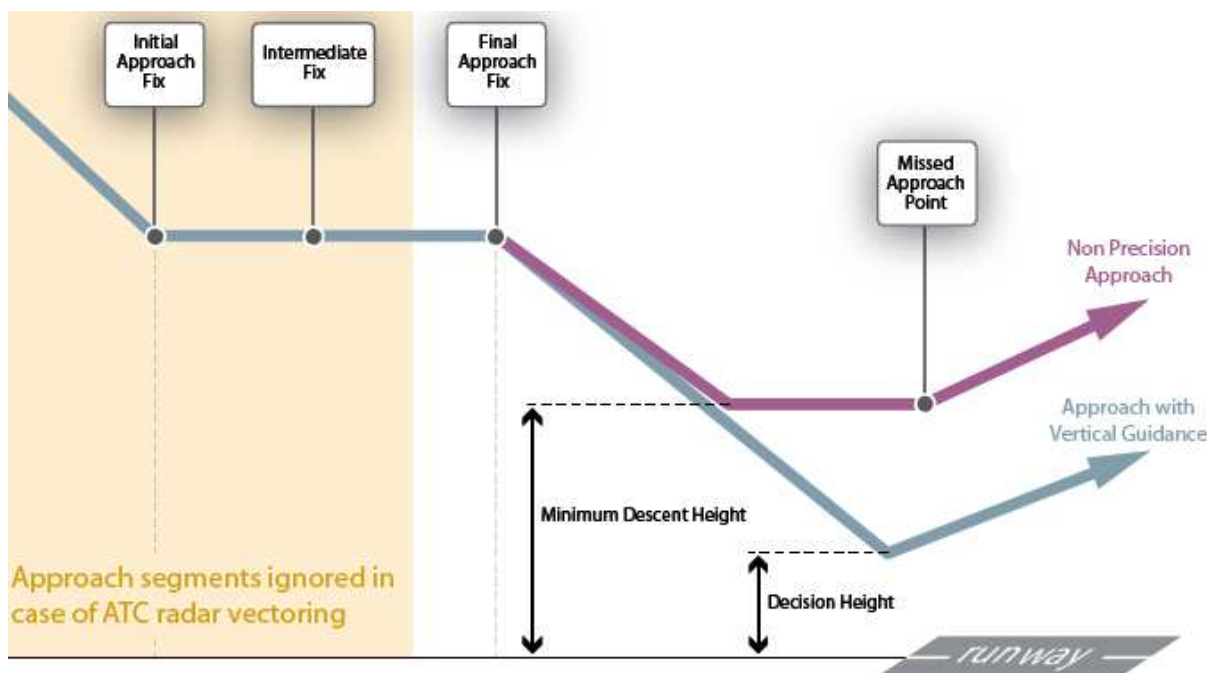 Initial
Approach
Fix
Intermediate
Fix
Final
Approach
Fix
Missed
Approach
Point
Non Precision
Approach
Approach with
Vertical Guidance
Minimum Descent Height
Decision Height
Approach segments ignored in
case of ATC radar vectoring
runway